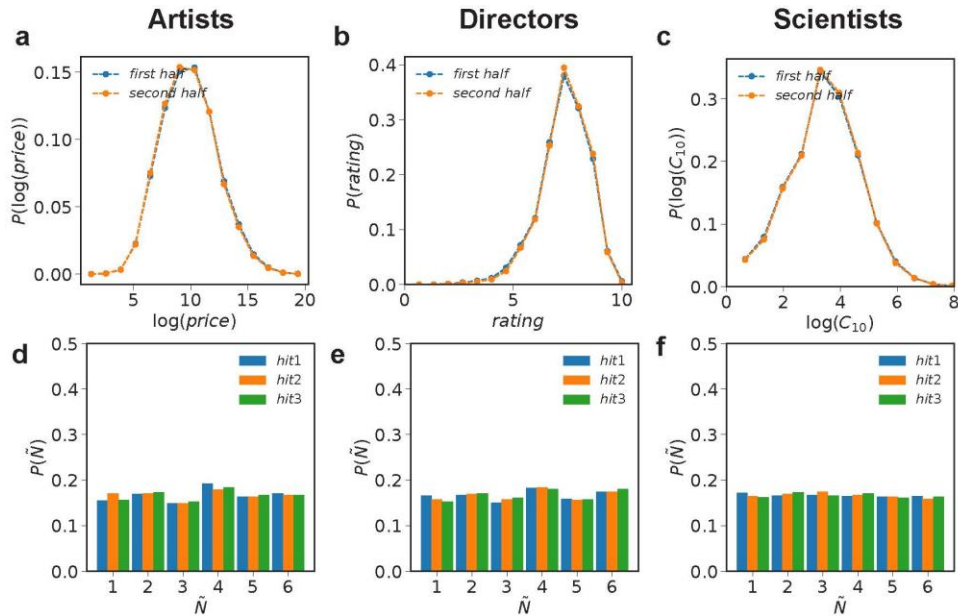 Artists
Directors
Scientists
a
b
c
first half
second half
P(log(price))
0.15
0.10
0.05
0.00
5
10
15
20
log(price)
first half
second half
P(rating)
0.4
0.3
0.2
0.1
0.0
0
5
10
rating
first half
second half
P(log(C₁₀))
0.3
0.2
0.1
0.0
0
2
4
6
8
log(C₁₀)
d
e
f
hit1
hit2
hit3
P(Ñ)
0.5
0.4
0.3
0.2
0.1
0.0
1 2 3 4 5 6
Ñ
hit1
hit2
hit3
P(Ñ)
0.5
0.4
0.3
0.2
0.1
0.0
1 2 3 4 5 6
Ñ
hit1
hit2
hit3
P(Ñ)
0.5
0.4
0.3
0.2
0.1
0.0
1 2 3 4 5 6
Ñ